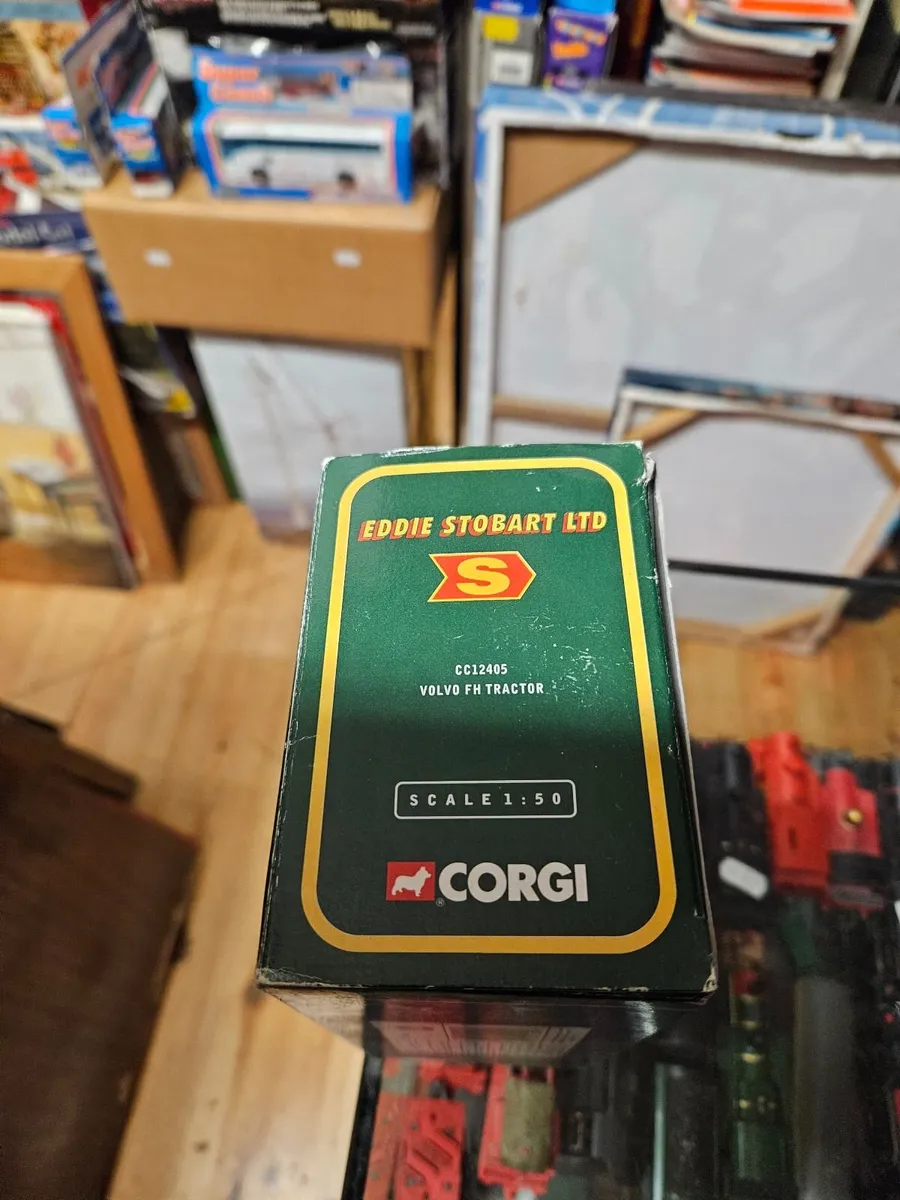 EDDIE STOBART LTD
S
CC12405
VOLVO FH TRACTOR
SCALE 1:50
CORGI
®